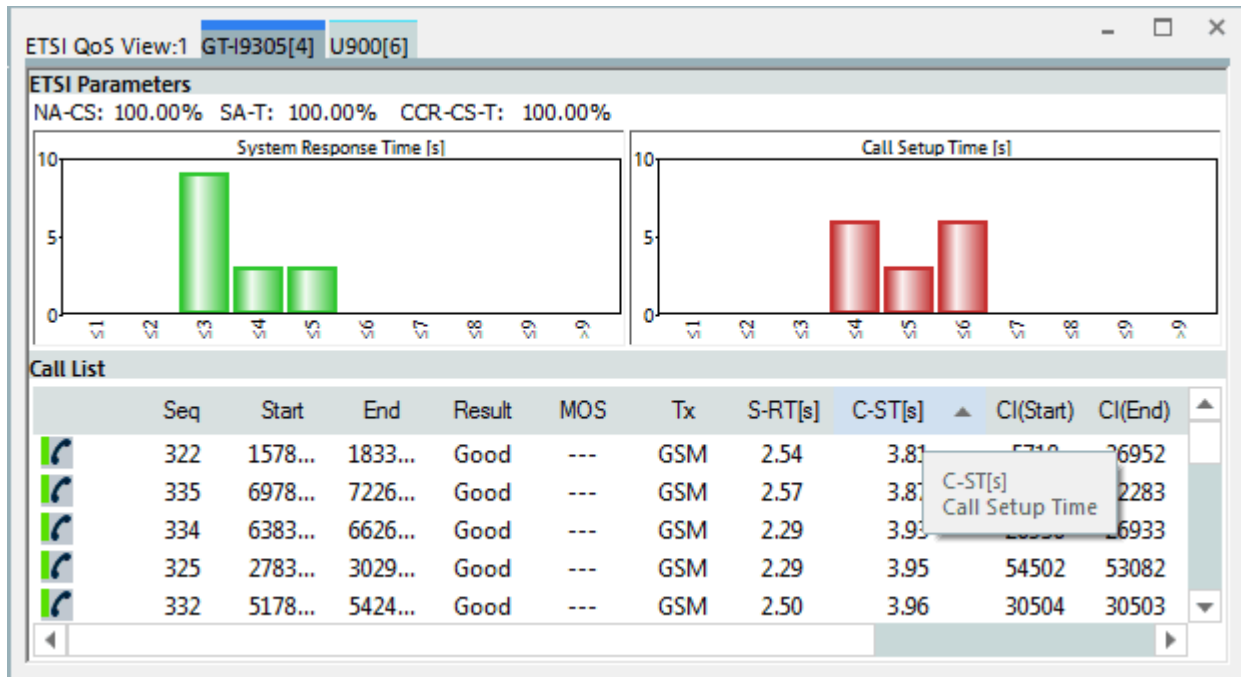 ETSI QoS View:1 GT-I9305[4] U900[6]
ETSI Parameters
NA-CS: 100.00% SA-T: 100.00% CCR-CS-T: 100.00%
System Response Time [s]
10
5
0
≤1 ≤2 ≤3 ≤4 ≤5 ≤6 ≤7 ≤8 ≤9 >9
Call Setup Time [s]
10
5
0
≤1 ≤2 ≤3 ≤4 ≤5 ≤6 ≤7 ≤8 ≤9 >9
Call List
Seq Start End Result MOS Tx S-RT[s] C-ST[s] CI(Start) CI(End)
322 1578... 1833... Good --- GSM 2.54 3.81 26952
335 6978... 7226... Good --- GSM 2.57 3.87
334 6383... 6626... Good --- GSM 2.29 3.93 26933
325 2783... 3029... Good --- GSM 2.29 3.95 54502 53082
332 5178... 5424... Good --- GSM 2.50 3.96 30504 30503
C-ST[s]
Call Setup Time